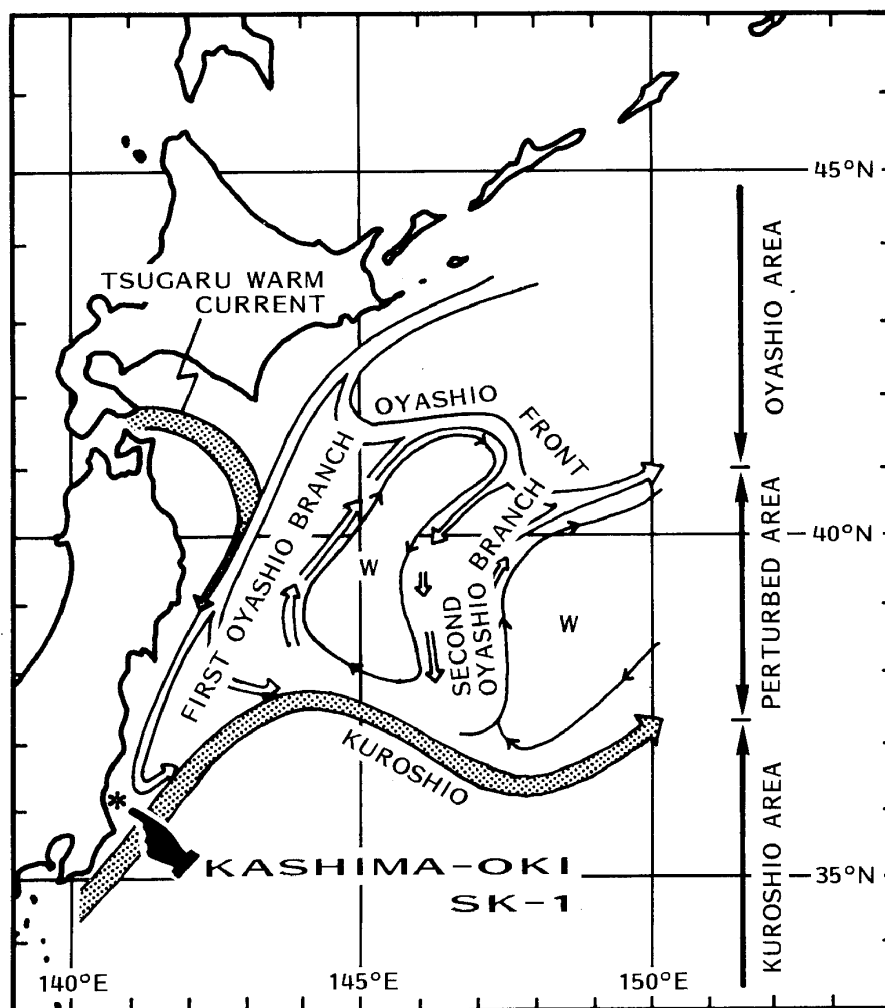 45°N
TSUGARU WARM
CURRENT
OYASHIO AREA
OYASHIO
FRONT
FIRST OYASHIO BRANCH
SECOND
OYASHIO BRANCH
W
W
40°N
PERTURBED AREA
KUROSHIO
*
KASHIMA-OKI
SK-1
35°N
KUROSHIO AREA
140°E
145°E
150°E